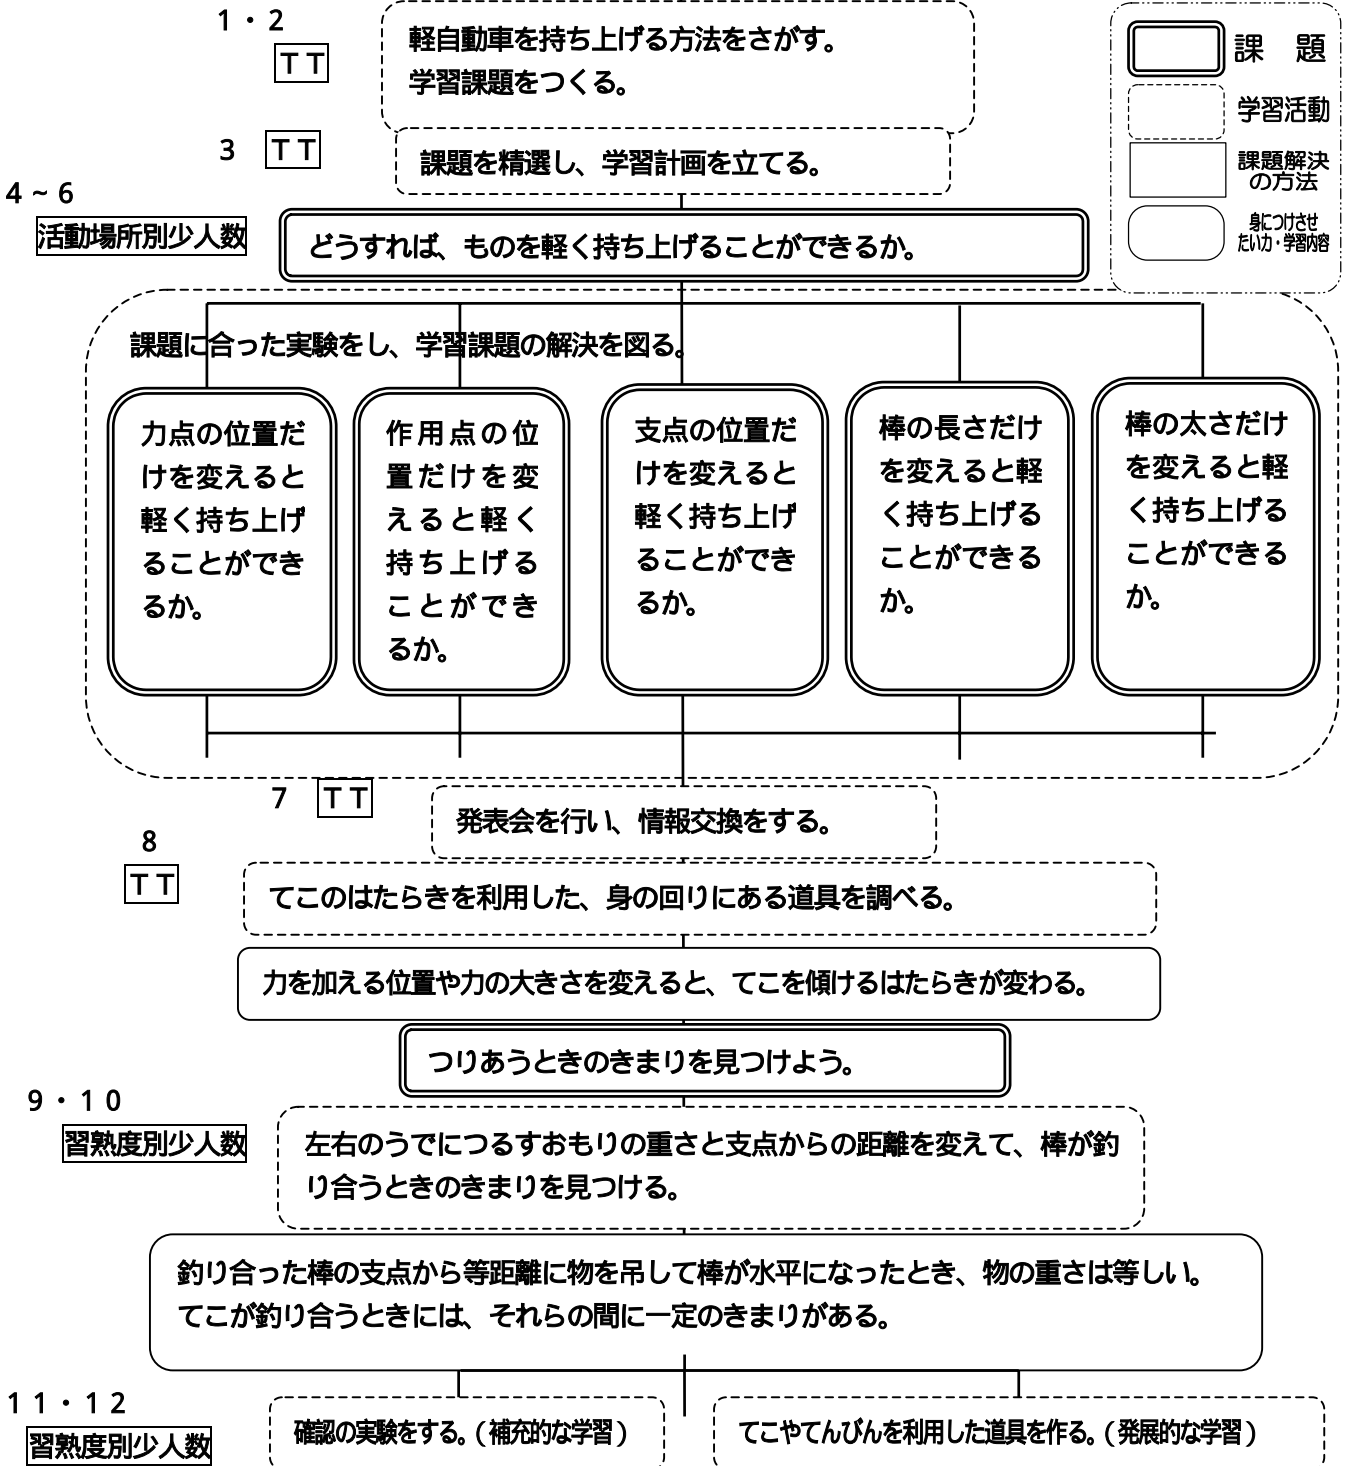 1・2
TT
軽自動車を持ち上げる方法をさがす。
学習課題をつくる。
課　題
学習活動
課題解決
の方法
身につけさせ
たい力・学習内容
3
TT
課題を精選し、学習計画を立てる。
4～6
活動場所別少人数
どうすれば、ものを軽く持ち上げることができるか。
課題に合った実験をし、学習課題の解決を図る。
力点の位置だ
けを変えると
軽く持ち上げ
ることができ
るか。
作用点の位
置だけを変
えると軽く
持ち上げる
ことができ
るか。
支点の位置だ
けを変えると
軽く持ち上げ
ることができ
るか。
棒の長さだけ
を変えると軽
く持ち上げる
ことができる
か。
棒の太さだけ
を変えると軽
く持ち上げる
ことができる
か。
7
TT
発表会を行い、情報交換をする。
8
TT
てこのはたらきを利用した、身の回りにある道具を調べる。
力を加える位置や力の大きさを変えると、てこを傾けるはたらきが変わる。
つりあうときのきまりを見つけよう。
9・10
習熟度別少人数
左右のうでにつるすおもりの重さと支点からの距離を変えて、棒が釣
り合うときのきまりを見つける。
釣り合った棒の支点から等距離に物を吊して棒が水平になったとき、物の重さは等しい。
てこが釣り合うときには、それらの間に一定のきまりがある。
11・12
習熟度別少人数
確認の実験をする。(補充的な学習)
てこやてんびんを利用した道具を作る。(発展的な学習)